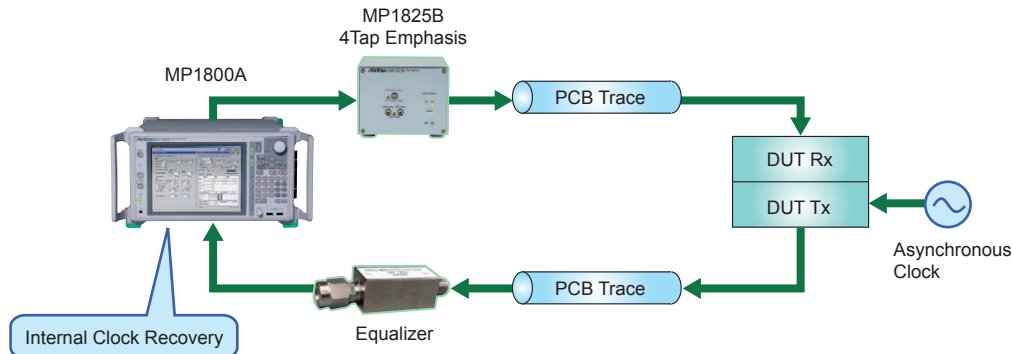 MP1825B
4Tap Emphasis
MP1800A
PCB Trace
DUT Rx
DUT Tx
Asynchronous
Clock
PCB Trace
Equalizer
Internal Clock Recovery